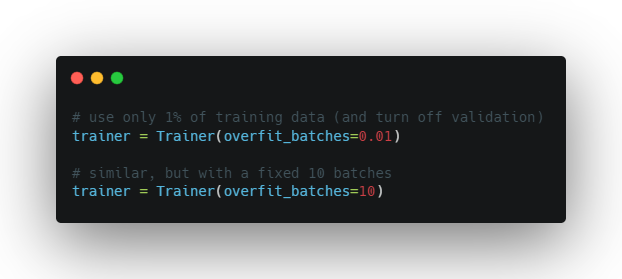 # use only 1% of training data (and turn off validation)
trainer = Trainer(overfit_batches=0.01)
# similar, but with a fixed 10 batches
trainer = Trainer(overfit_batches=10)